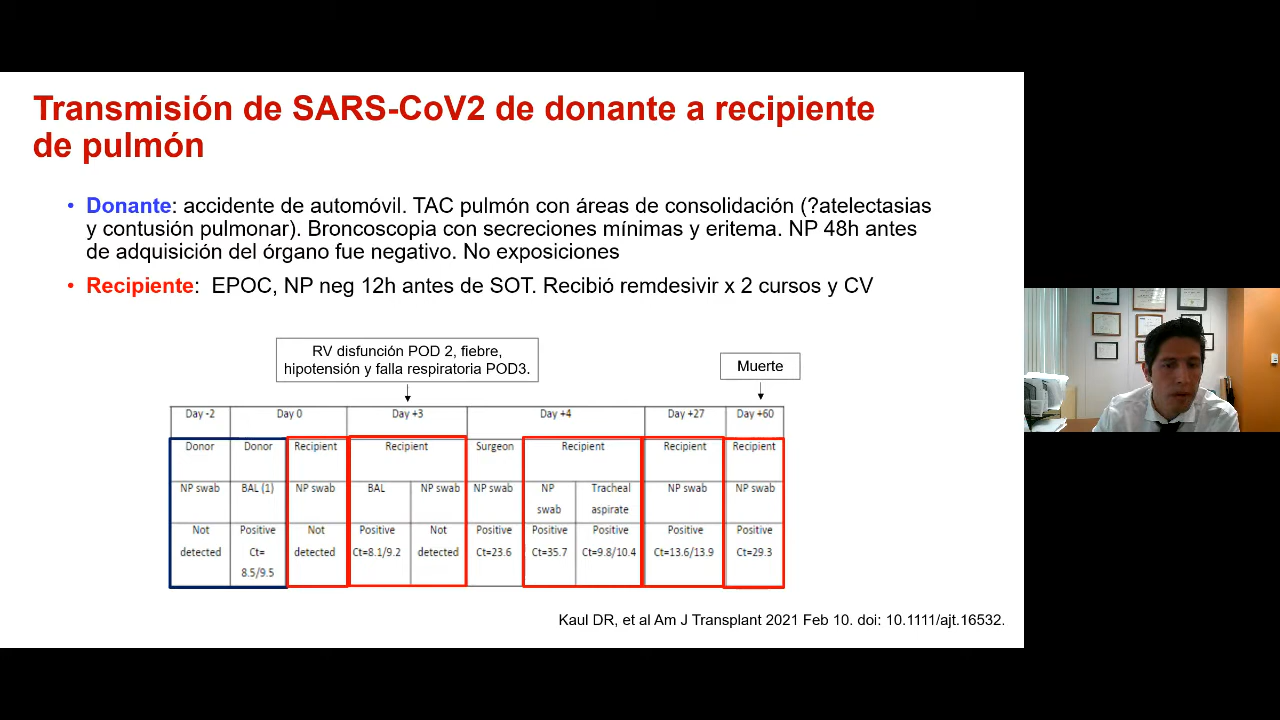 Transmisión de SARS-CoV2 de donante a recipiente
de pulmón
• Donante: accidente de automóvil. TAC pulmón con áreas de consolidación (?atelectasias
y contusión pulmonar). Broncoscopia con secreciones mínimas y eritema. NP 48h antes
de adquisición del órgano fue negativo. No exposiciones
• Recipiente: EPOC, NP neg 12h antes de SOT. Recibió remdesivir x 2 cursos y CV
RV disfunción POD 2, fiebre,
hipotensión y falla respiratoria POD3.
Muerte
Day -2 Day 0 Day +3 Day +4 Day +27 Day +60
Donor Donor Recipient Recipient Surgeon Recipient Recipient Recipient
NP swab BAL (1) NP swab BAL NP swab NP swab NP Tracheal NP swab NP swab
swab aspirate
Not Positive Not Positive Not Positive Positive Positive Positive Positive
detected Ct= detected Ct=8.1/9.2 detected Ct=23.6 Ct=35.7 Ct=9.8/10.4 Ct=13.6/13.9 Ct=29.3
8.5/9.5
Kaul DR, et al Am J Transplant 2021 Feb 10. doi: 10.1111/ajt.16532.